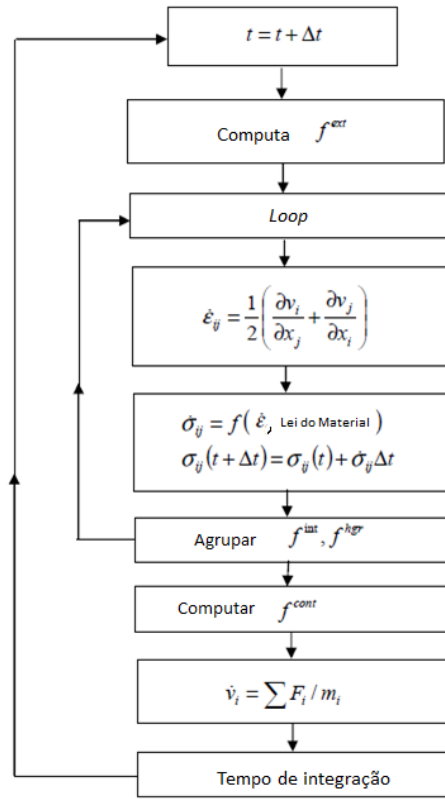 t = t + Δt
Computa f^ext
Loop
ε̇_ij = 1/2 ( ∂v_i/∂x_j + ∂v_j/∂x_i )
σ̇_ij = f( ε̇, Lei do Material )
σ_ij(t + Δt) = σ_ij(t) + σ̇_ij Δt
Agrupar f^int, f^hgr
Computar f^cont
v̇_i = ∑ F_i / m_i
Tempo de integração